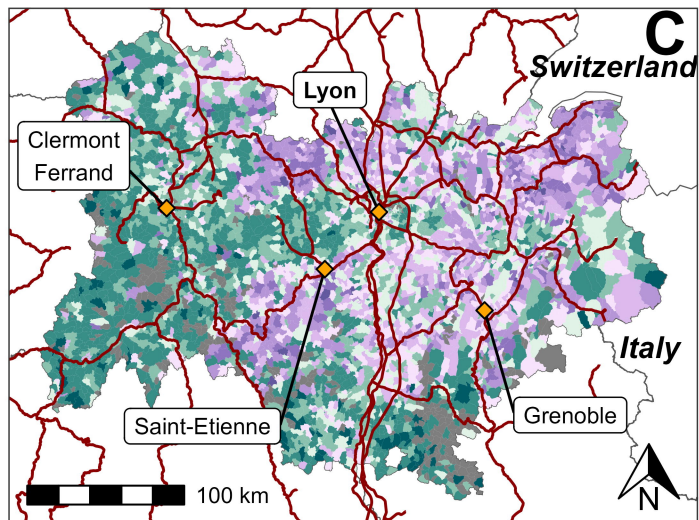 C
Switzerland
Lyon
Clermont
Ferrand
Italy
Saint-Etienne
Grenoble
100 km
N